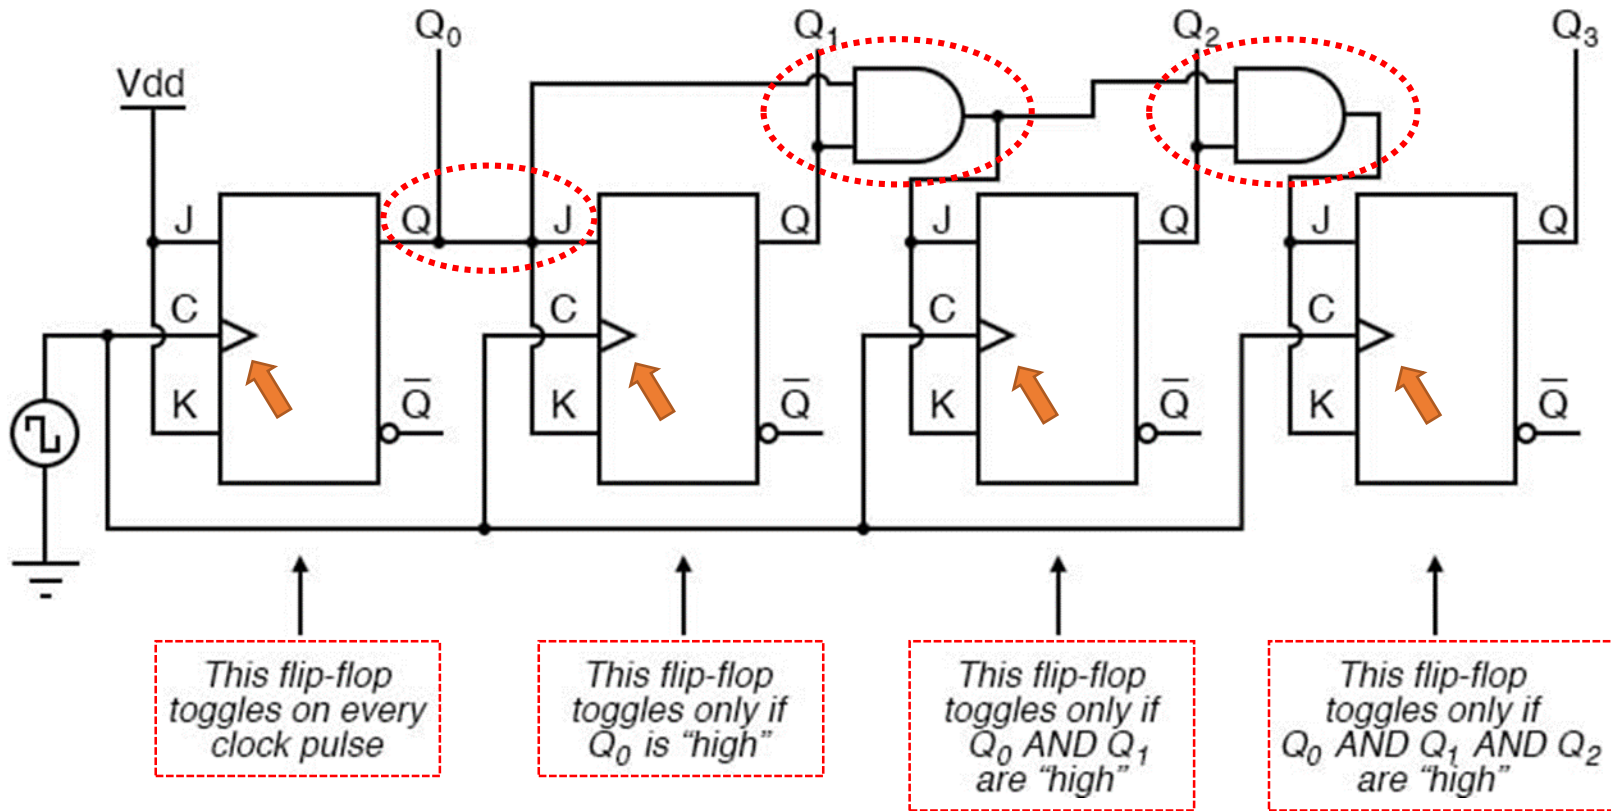 Q0
Q1
Q2
Q3
Vdd
J
Q
J
Q
J
Q
J
Q
C
C
C
C
K
Q̅
K
Q̅
K
Q̅
K
Q̅
This flip-flop
toggles on every
clock pulse
This flip-flop
toggles only if
Q0 is "high"
This flip-flop
toggles only if
Q0 AND Q1
are "high"
This flip-flop
toggles only if
Q0 AND Q1 AND Q2
are "high"